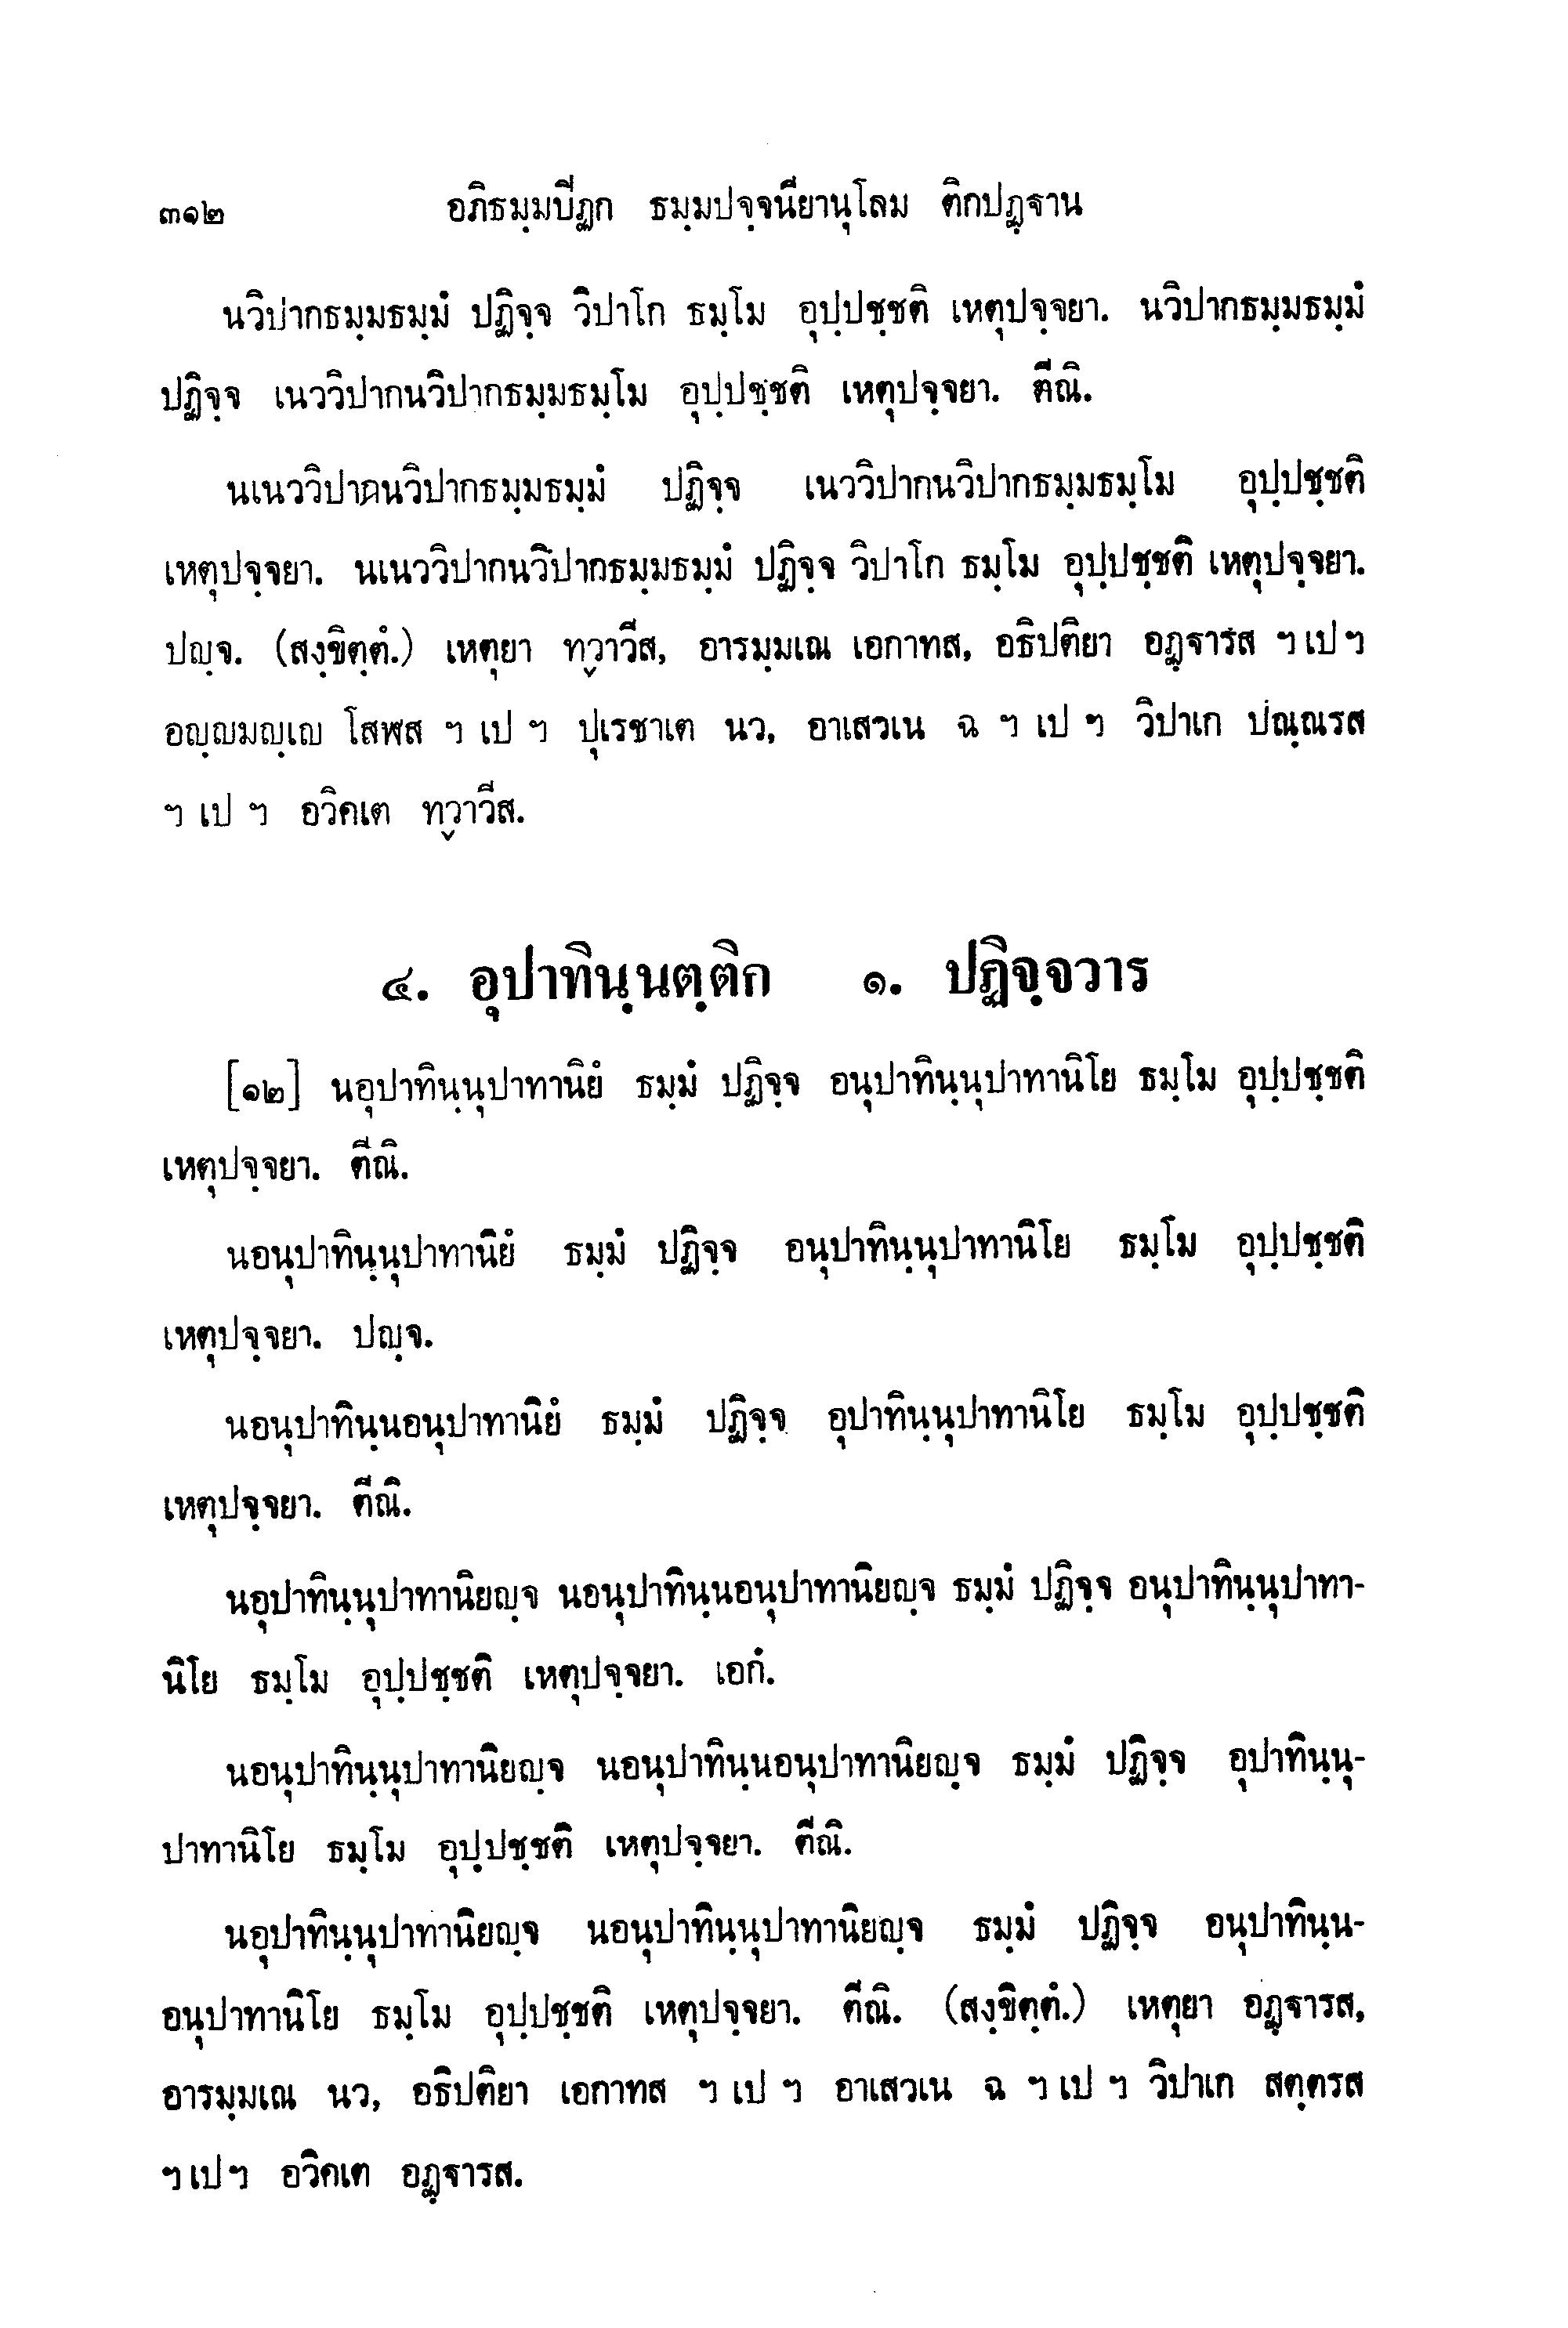 ๓๑๒ อภิธมฺมปีฏก ธมฺมปจฺจนียานุโลม ติกปฏฺฐาน
นวิปากธมฺมธมฺมํ ปฏิจฺจ วิปาโก ธมฺโม อุปฺปชฺชติ เหตุปจฺจยา. นวิปากธมฺมธมฺมํ
ปฏิจฺจ เนววิปากนวิปากธมฺมธมฺโม อุปฺปชฺชติ เหตุปจฺจยา. ตีณิ.
นเนววิปากนวิปากธมฺมธมฺมํ ปฏิจฺจ เนววิปากนวิปากธมฺมธมฺโม อุปฺปชฺชติ
เหตุปจฺจยา. นเนววิปากนวิปากธมฺมธมฺมํ ปฏิจฺจ วิปาโก ธมฺโม อุปฺปชฺชติ เหตุปจฺจยา.
ปญฺจ. (สงฺขิตฺตํ.) เหตุยา ทฺวาวีส, อารมฺมเณ เอกาทส, อธิปติยา อฏฺฐารส ฯ เป ฯ
อญฺญมญฺเญ โสฬส ฯ เป ฯ ปุเรชาเต นว, อาเสวเน ฉ ฯ เป ฯ วิปาเก ปณฺณรส
ฯ เป ฯ อวิคเต ทฺวาวีส.
๔. อุปาทินฺนตฺติก ๑. ปฏิจฺจวาร
[๑๒] นอุปาทินฺนุปาทานิยํ ธมฺมํ ปฏิจฺจ อนุปาทินฺนุปาทานิโย ธมฺโม อุปฺปชฺชติ
เหตุปจฺจยา. ตีณิ.
นอนุปาทินฺนุปาทานิยํ ธมฺมํ ปฏิจฺจ อนุปาทินฺนุปาทานิโย ธมฺโม อุปฺปชฺชติ
เหตุปจฺจยา. ปญฺจ.
นอนุปาทินฺนอนุปาทานิยํ ธมฺมํ ปฏิจฺจ อุปาทินฺนุปาทานิโย ธมฺโม อุปฺปชฺชติ
เหตุปจฺจยา. ตีณิ.
นอุปาทินฺนุปาทานิยญฺจ นอนุปาทินฺนอนุปาทานิยญฺจ ธมฺมํ ปฏิจฺจ อนุปาทินฺนุปาทา-
นิโย ธมฺโม อุปฺปชฺชติ เหตุปจฺจยา. เอกํ.
นอนุปาทินฺนุปาทานิยญฺจ นอนุปาทินฺนอนุปาทานิยญฺจ ธมฺมํ ปฏิจฺจ อุปาทินฺนุ-
ปาทานิโย ธมฺโม อุปฺปชฺชติ เหตุปจฺจยา. ตีณิ.
นอุปาทินฺนุปาทานิยญฺจ นอนุปาทินฺนุปาทานิยญฺจ ธมฺมํ ปฏิจฺจ อนุปาทินฺน-
อนุปาทานิโย ธมฺโม อุปฺปชฺชติ เหตุปจฺจยา. ตีณิ. (สงฺขิตฺตํ.) เหตุยา อฏฺฐารส,
อารมฺมเณ นว, อธิปติยา เอกาทส ฯ เป ฯ อาเสวเน ฉ ฯ เป ฯ วิปาเก สตฺตรส
ฯ เป ฯ อวิคเต อฏฺฐารส.